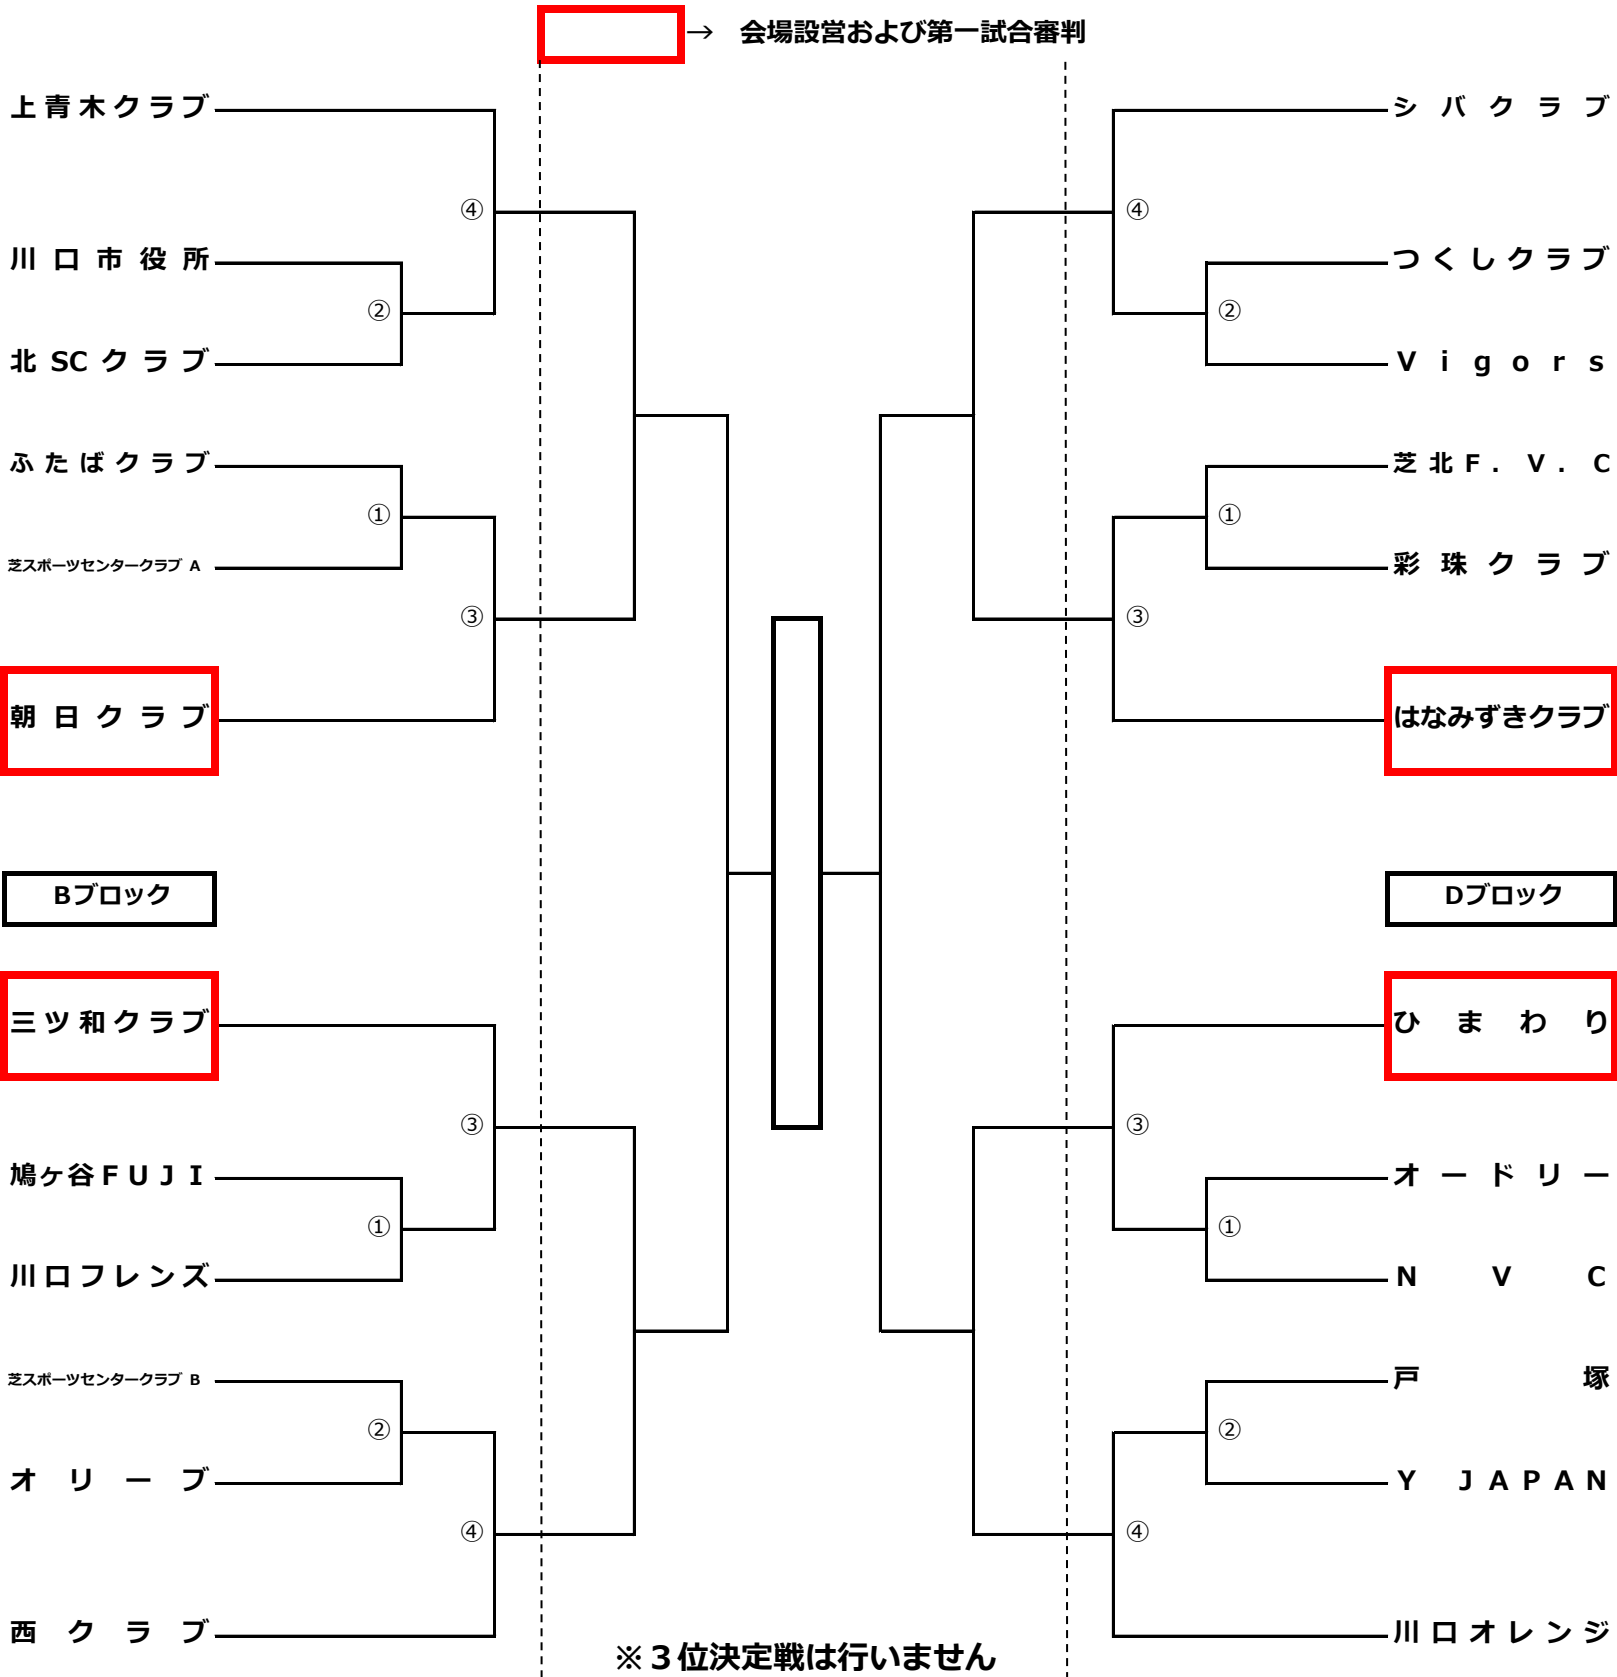 → 会場設営および第一試合審判
上青木クラブ
シバクラブ
④
④
川口市役所
つくしクラブ
②
②
北SCクラブ
Vigors
ふたばクラブ
芝北F．V．C
①
①
芝スポーツセンタークラブ A
彩珠クラブ
③
③
朝日クラブ
はなみずきクラブ
Bブロック
Dブロック
三ツ和クラブ
ひまわり
③
③
鳩ヶ谷FUJI
オードリー
①
①
川口フレンズ
NVC
芝スポーツセンタークラブ B
戸塚
②
②
オリーブ
Y JAPAN
④
④
西クラブ
川口オレンジ
※３位決定戦は行いません